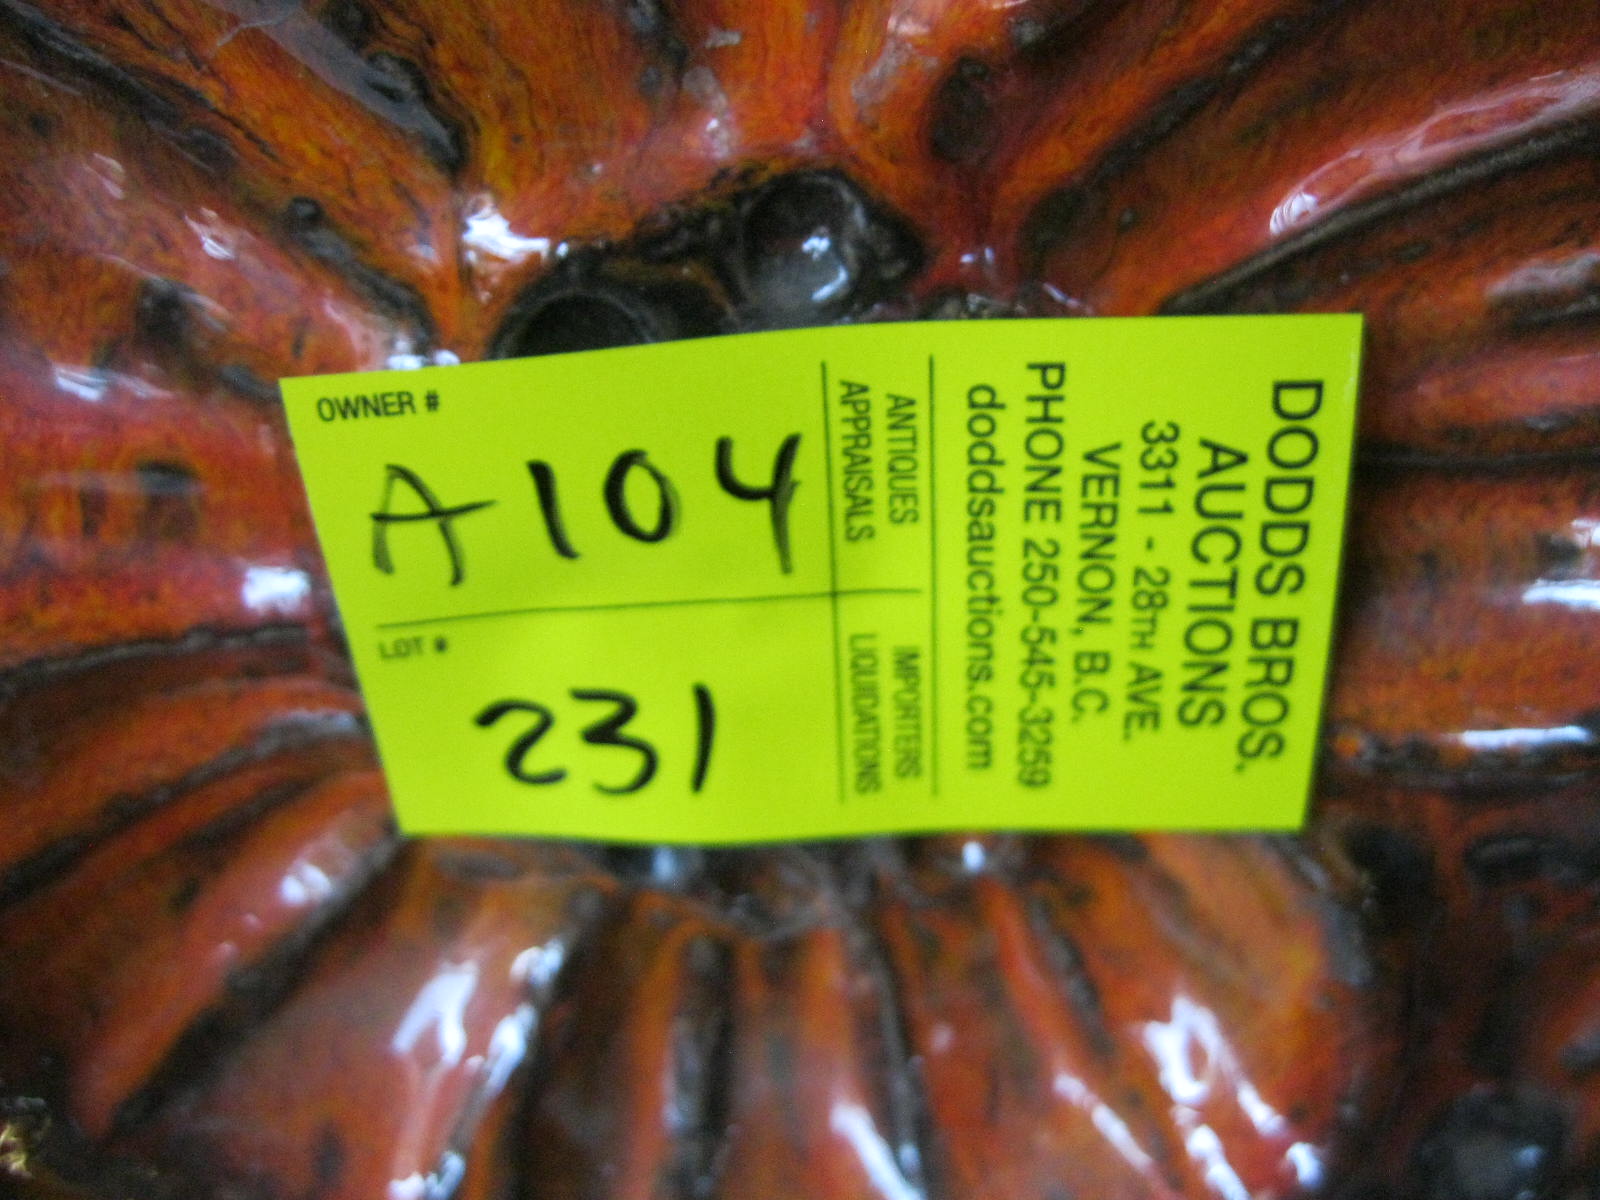 OWNER #
A104
LOT #
231
ANTIQUES
APPRAISALS
IMPORTERS
LIQUIDATIONS
DODDS BROS.
AUCTIONS
3311 - 28TH AVE.
VERNON, B.C.
PHONE 250-545-3259
doddsauctions.com